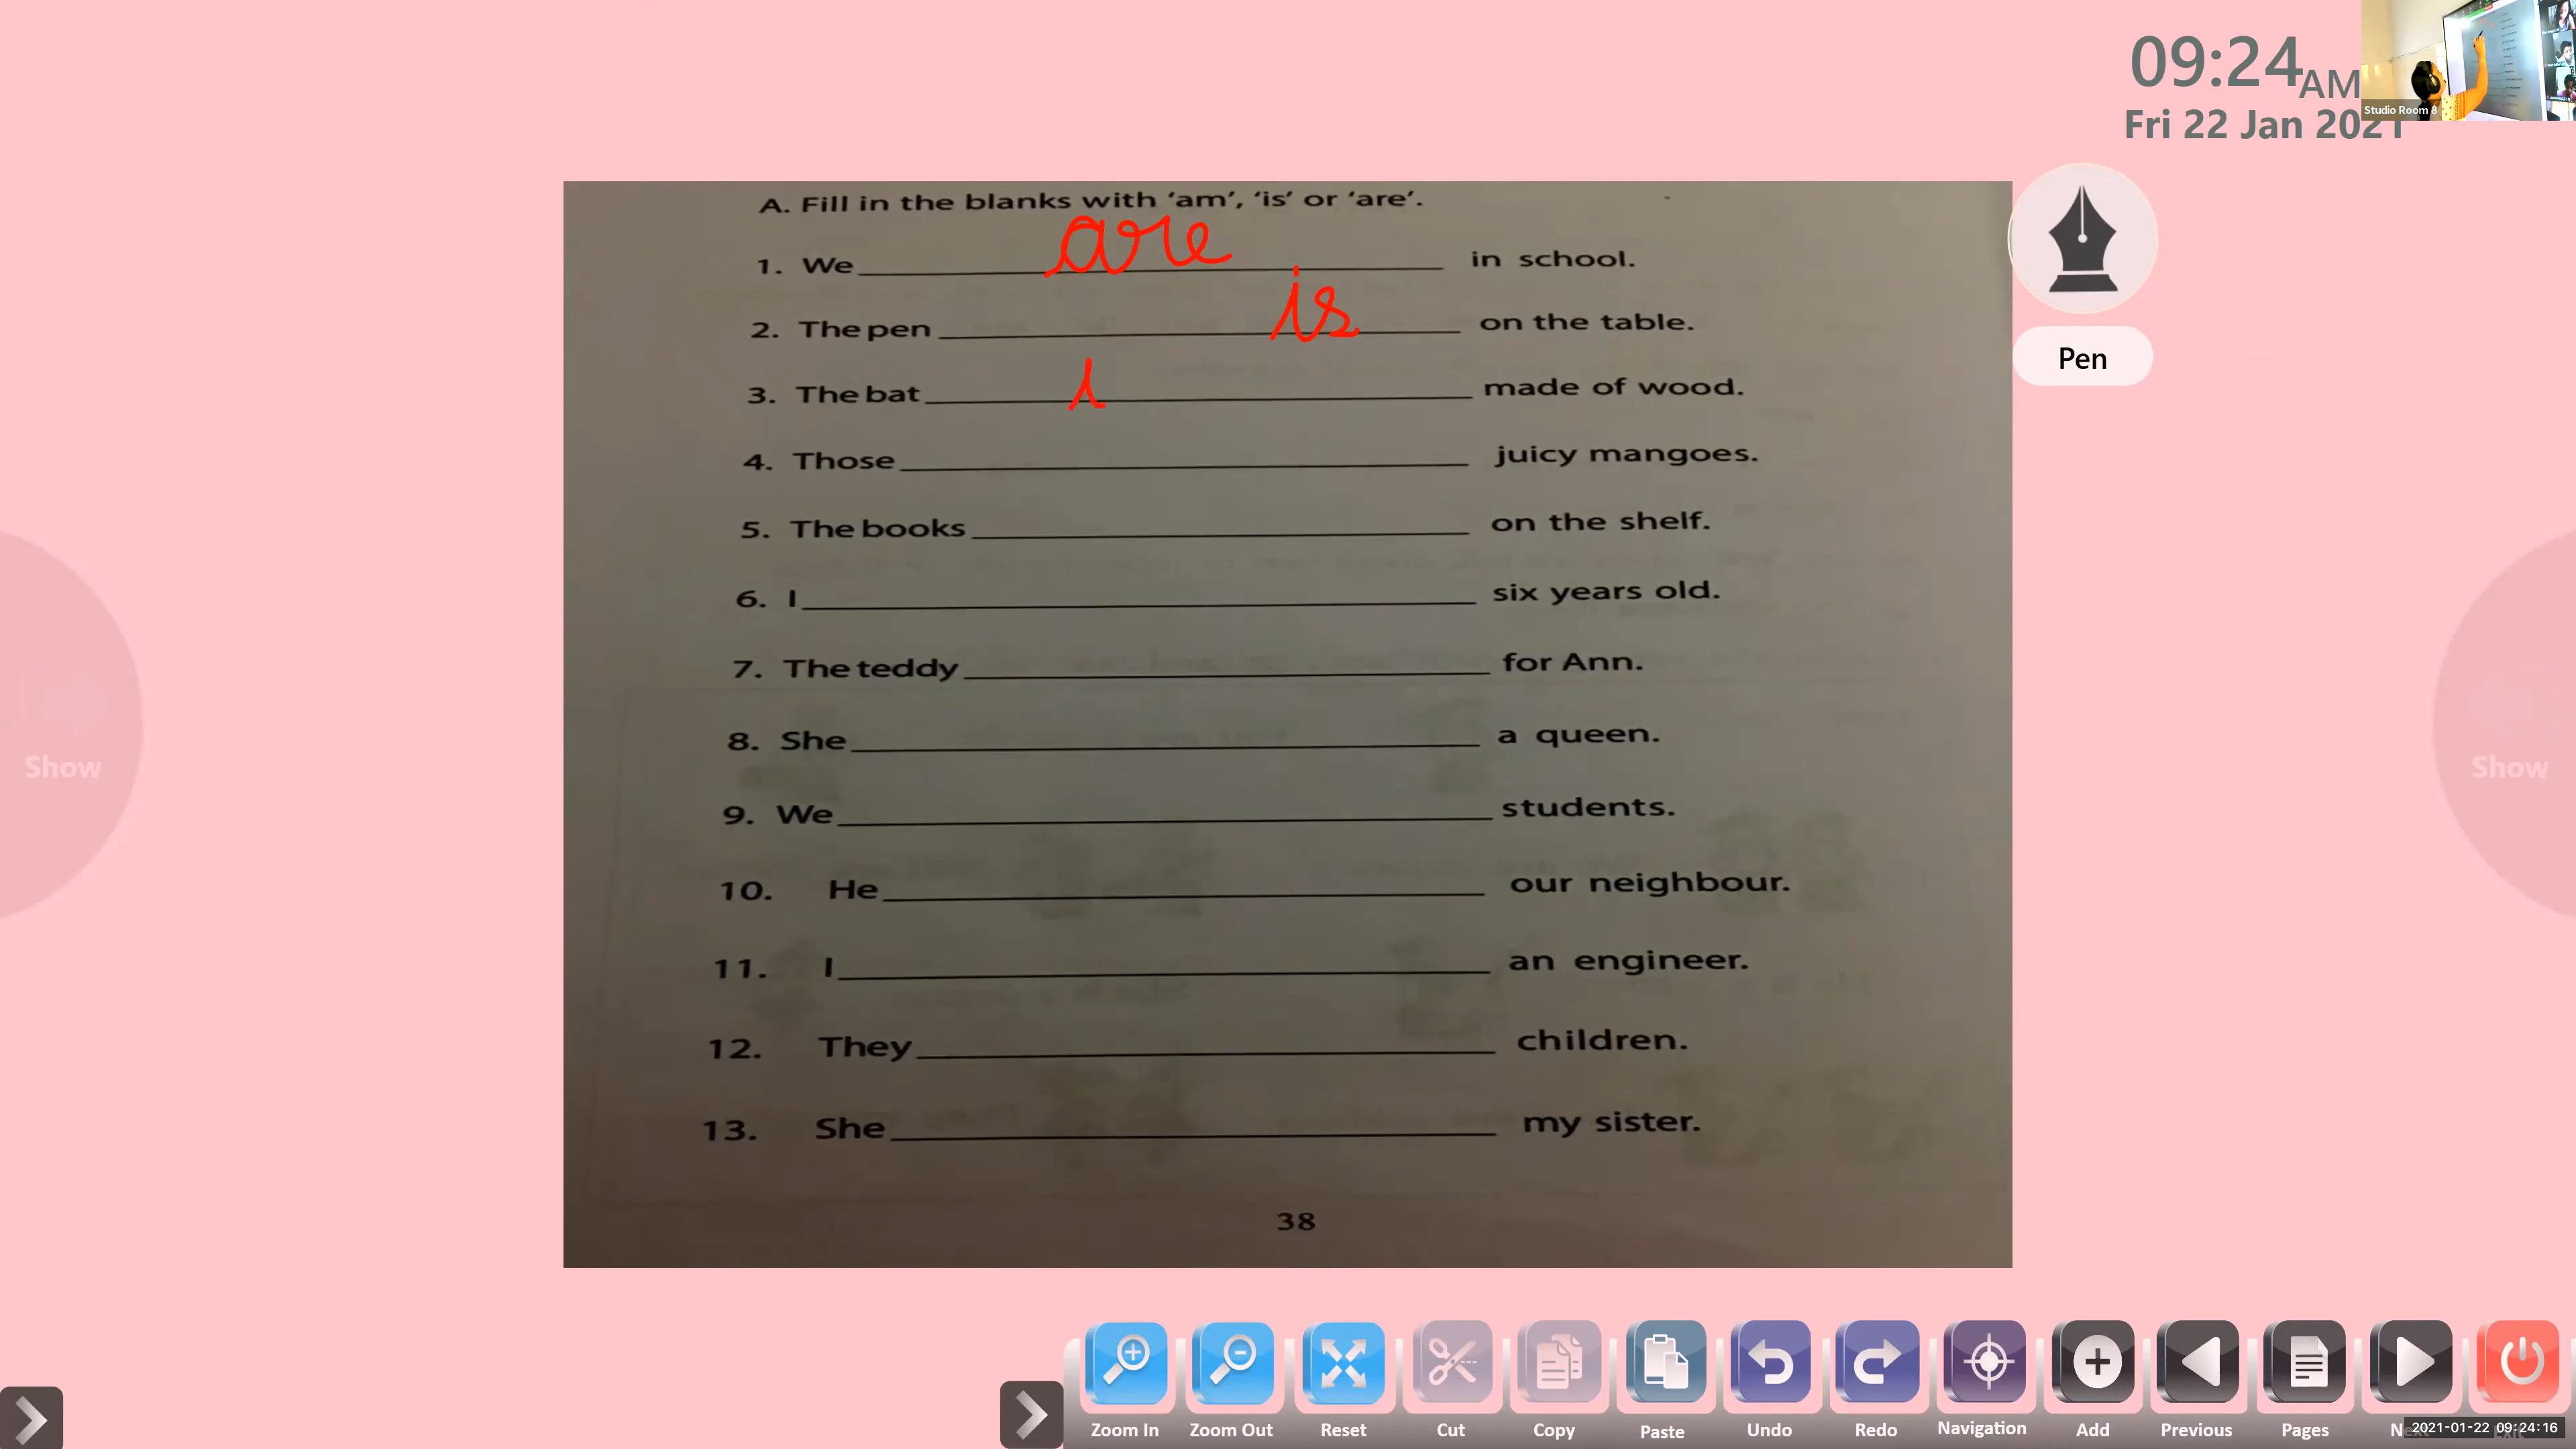 09:24 AM
Fri 22 Jan 2021
Studio Room 8
Pen
A. Fill in the blanks with ‘am’, ‘is’ or ‘are’.
1. We are in school.
2. The pen is on the table.
3. The bat i made of wood.
4. Those juicy mangoes.
5. The books on the shelf.
6. I six years old.
7. The teddy for Ann.
8. She a queen.
9. We students.
10. He our neighbour.
11. I an engineer.
12. They children.
13. She my sister.
38
Show
Show
Zoom In Zoom Out Reset Cut Copy Paste Undo Redo Navigation Add Previous Pages
2021-01-22 09:24:16